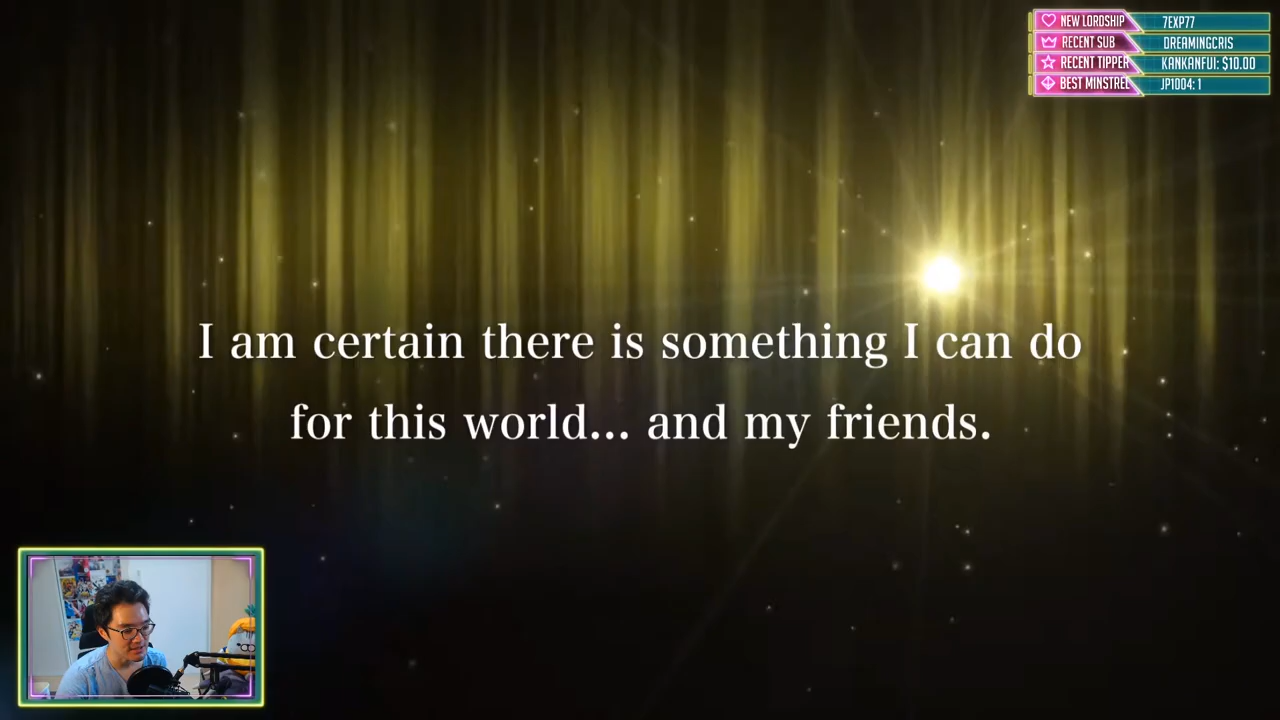 NEW LORDSHIP 7EXP77
RECENT SUB DREAMINGCRIS
RECENT TIPPER KANKANFUI: $10.00
BEST MINSTREL JP1004: 1
I am certain there is something I can do
for this world... and my friends.